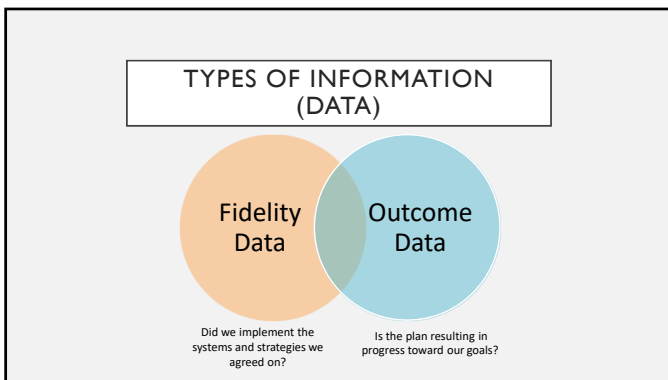 TYPES OF INFORMATION
(DATA)
Fidelity
Data
Outcome
Data
Did we implement the
systems and strategies we
agreed on?
Is the plan resulting in
progress toward our goals?